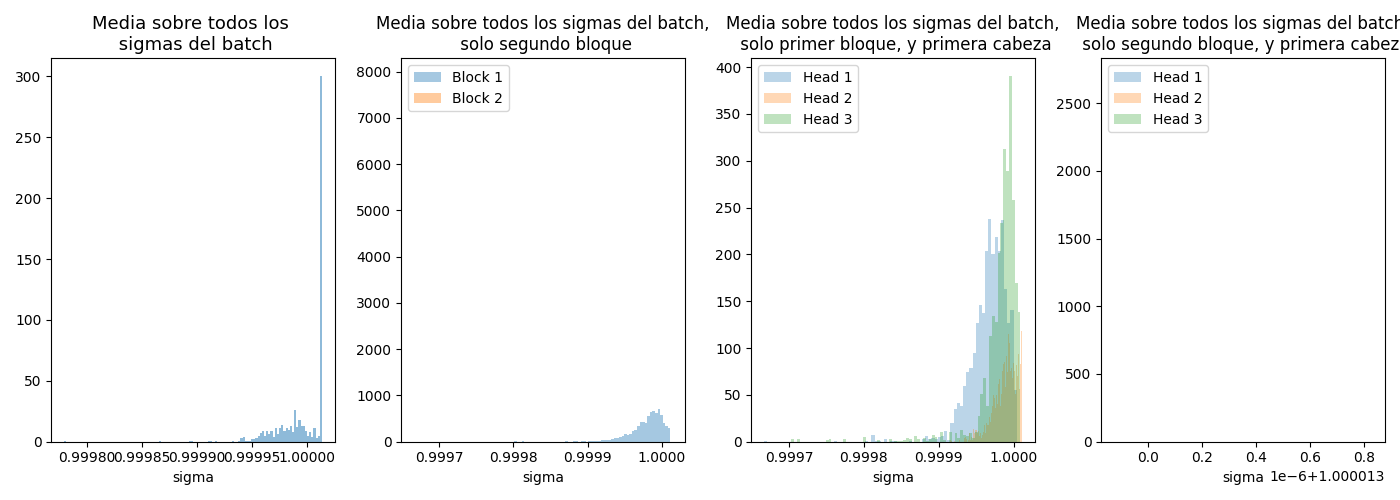 Media sobre todos los
sigmas del batch
300
250
200
150
100
50
0
0.99980
0.99985
0.99990
0.99995
1.00000
sigma
Media sobre todos los sigmas del batch,
solo segundo bloque
Block 1
Block 2
8000
7000
6000
5000
4000
3000
2000
1000
0
0.9997
0.9998
0.9999
1.0000
sigma
Media sobre todos los sigmas del batch,
solo primer bloque, y primera cabeza
Head 1
Head 2
Head 3
400
350
300
250
200
150
100
50
0
0.9997
0.9998
0.9999
1.0000
sigma
Media sobre todos los sigmas del batch
solo segundo bloque, y primera cabez
Head 1
Head 2
Head 3
2500
2000
1500
1000
500
0
0.0
0.2
0.4
0.6
0.8
sigma
1e−6+1.000013